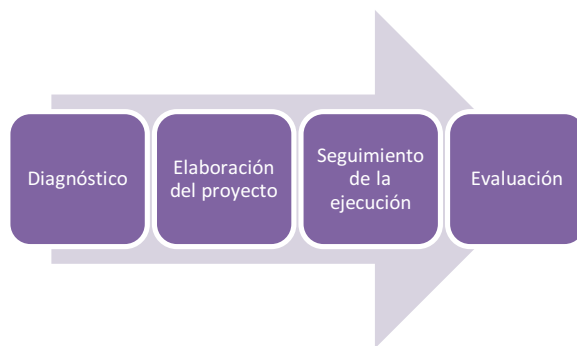 Diagnóstico
Elaboración
del proyecto
Seguimiento
de la
ejecución
Evaluación